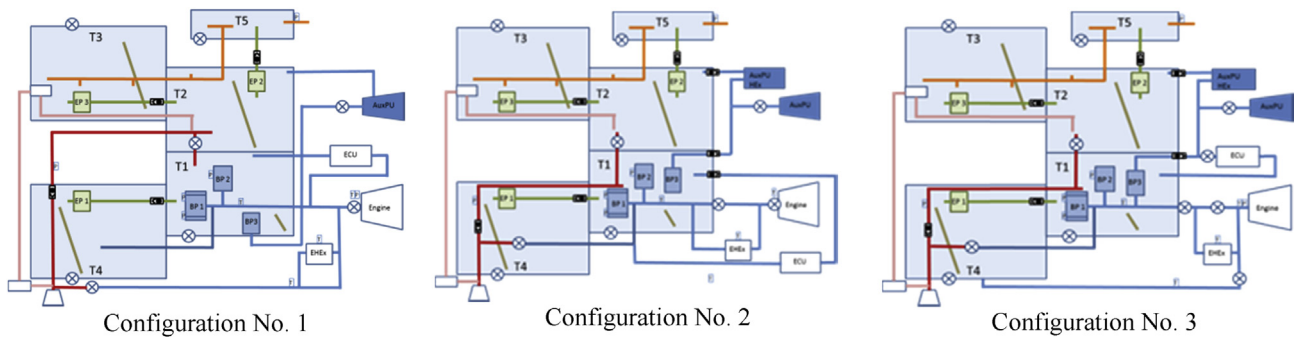 T5
T3
EP 2
EP 3
T2
AuxPU
T1
ECU
BP 2
EP 1
BP 1
Engine
BP3
EHEx
T4
Configuration No. 1
T5
T3
EP 2
AuxPU
HEx
EP 3
T2
AuxPU
T1
BP 2
BP3
EP 1
BP 1
Engine
EHEx
ECU
T4
Configuration No. 2
T5
T3
EP 2
AuxPU
HEx
EP 3
T2
AuxPU
T1
ECU
BP 2
BP3
EP 1
BP 1
Engine
EHEx
T4
Configuration No. 3